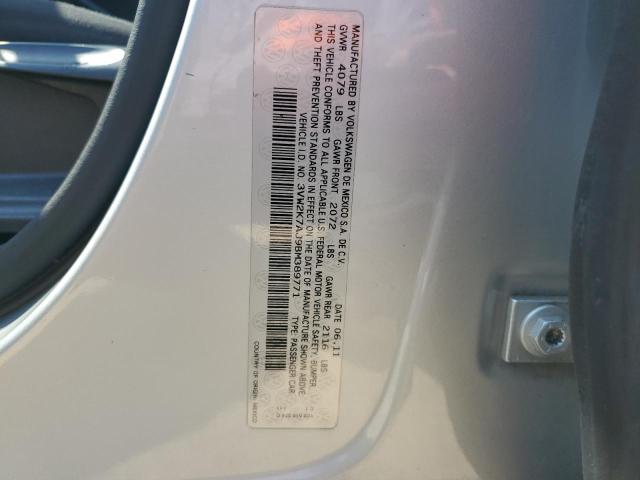 MANUFACTURED BY VOLKSWAGEN DE MEXICO S.A. DE C.V. DATE 06.11
GVWR 4079 LBS GAWR FRONT 2072 LBS GAWR REAR 2116 LBS
THIS VEHICLE CONFORMS TO ALL APPLICABLE U.S. FEDERAL MOTOR VEHICLE SAFETY, BUMPER
AND THEFT PREVENTION STANDARDS IN EFFECT ON THE DATE OF MANUFACTURE SHOWN ABOVE
VEHICLE I.D. NO. 3VW2K7AJ9BM389771 TYPE: PASSENGER CAR
COUNTRY OF ORIGIN: MEXICO